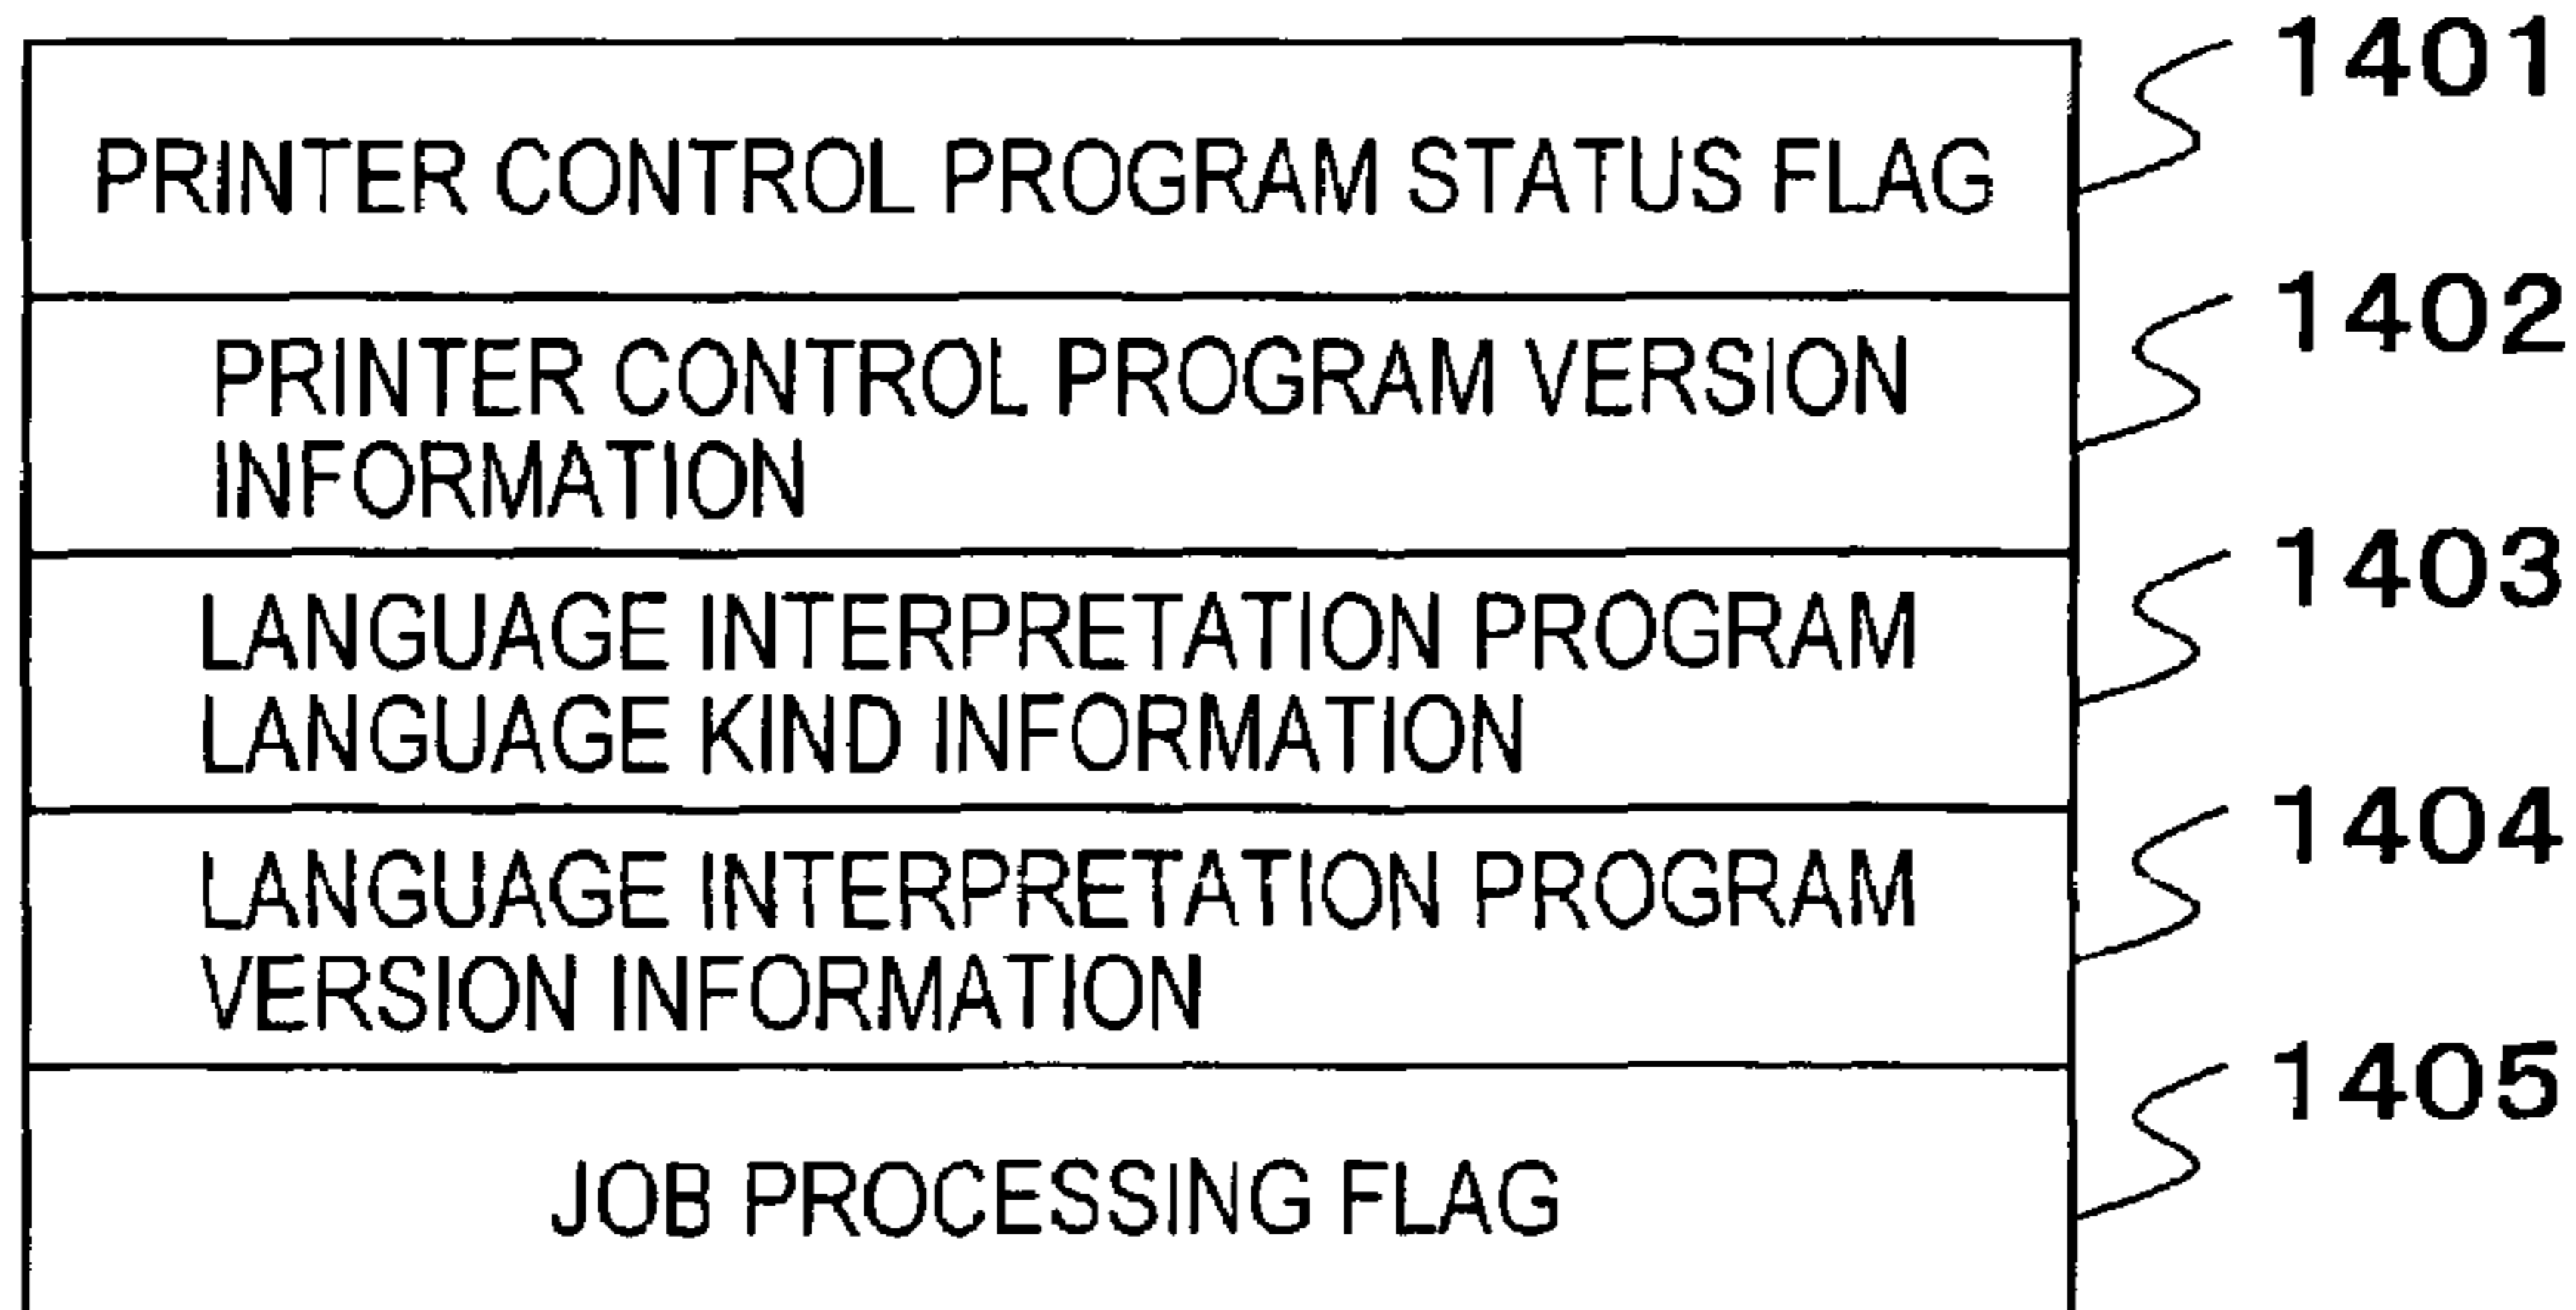 1401
PRINTER CONTROL PROGRAM STATUS FLAG
1402
PRINTER CONTROL PROGRAM VERSION
INFORMATION
1403
LANGUAGE INTERPRETATION PROGRAM
LANGUAGE KIND INFORMATION
1404
LANGUAGE INTERPRETATION PROGRAM
VERSION INFORMATION
1405
JOB PROCESSING FLAG